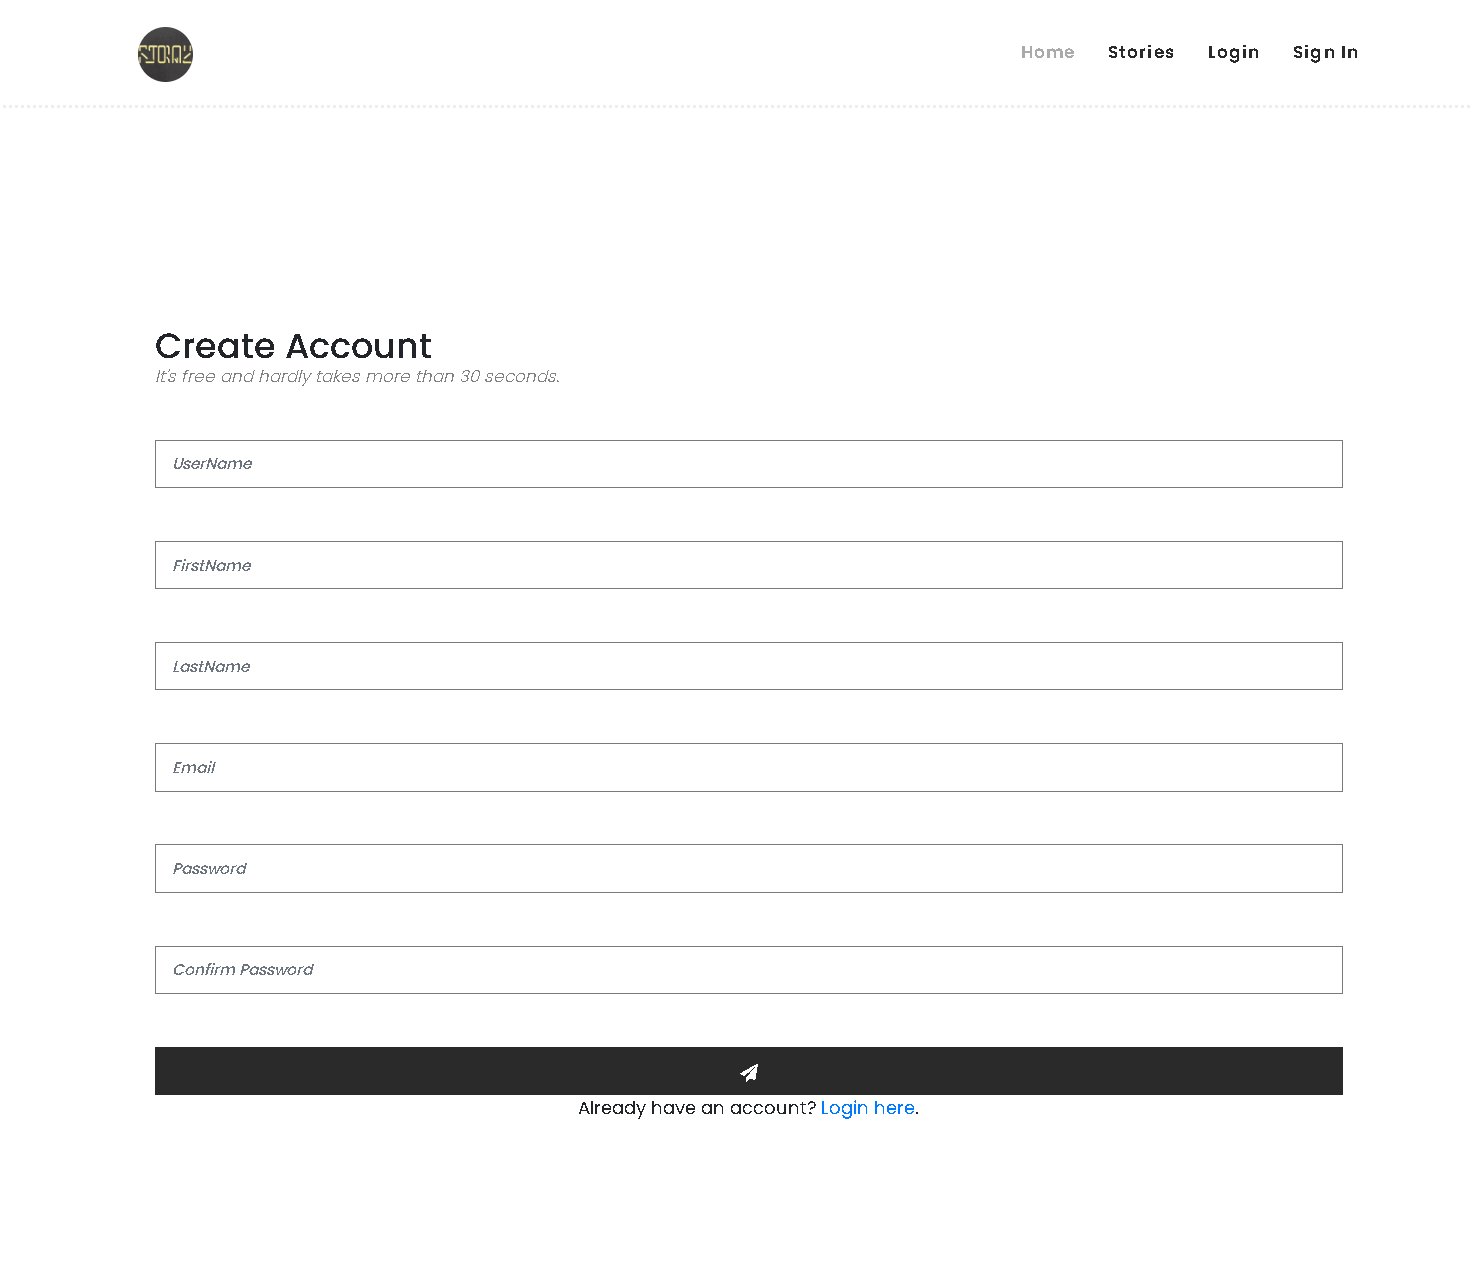 Home Stories Login Sign In
Create Account
It's free and hardly takes more than 30 seconds.
UserName
FirstName
LastName
Email
Password
Confirm Password
Already have an account? Login here.